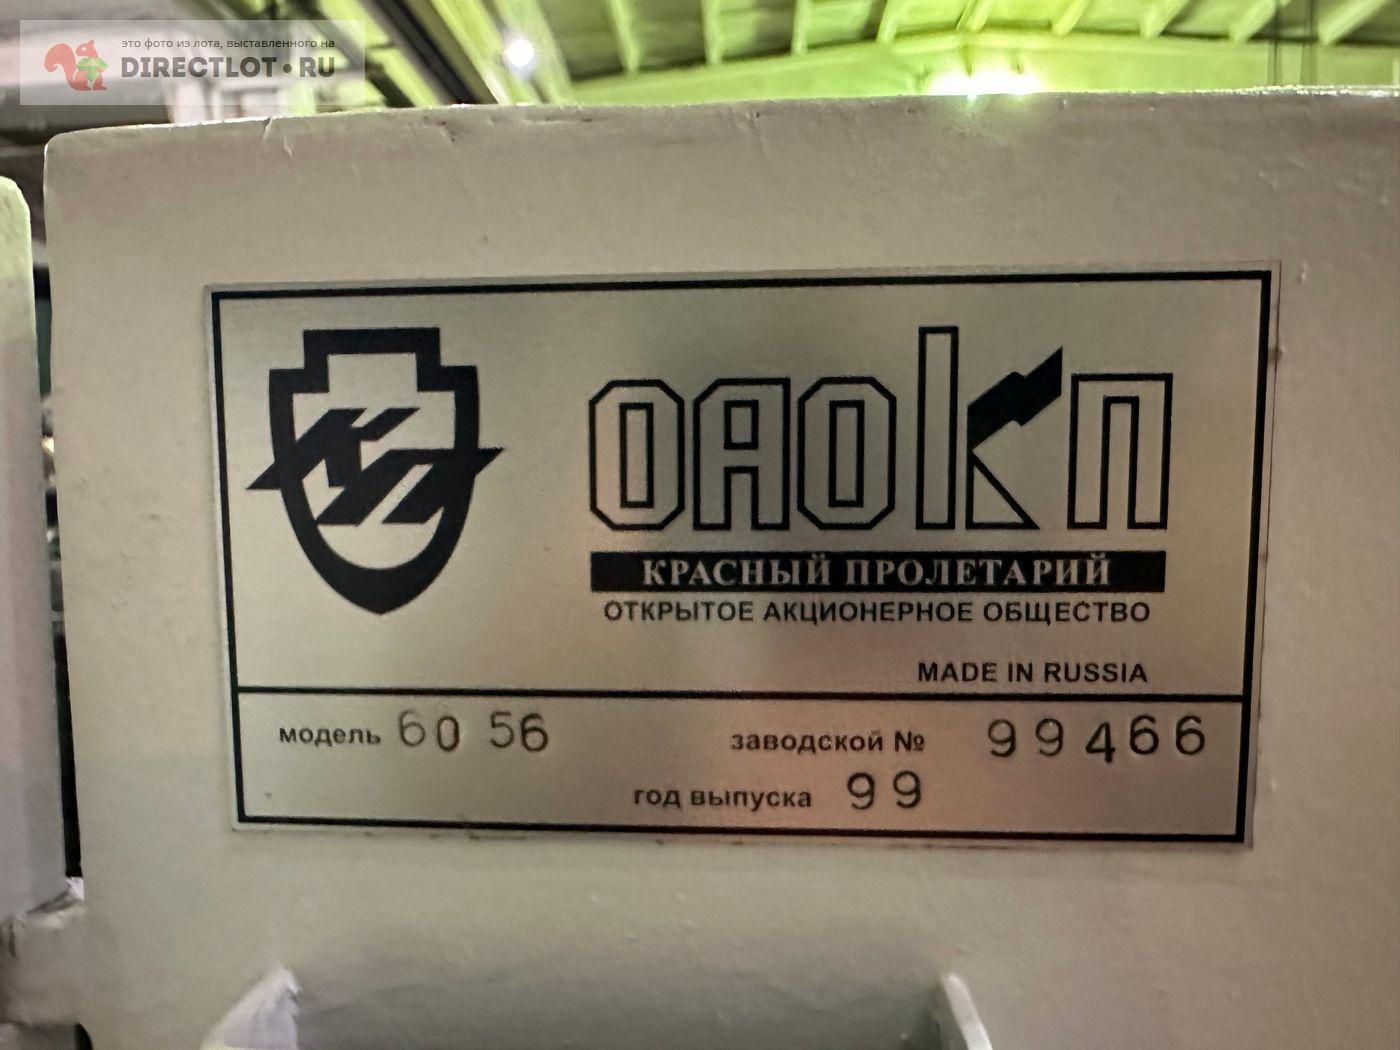 это фото из лота, выставленного на
DIRECTLOT.RU
КП
ОАО КП
КРАСНЫЙ ПРОЛЕТАРИЙ
ОТКРЫТОЕ АКЦИОНЕРНОЕ ОБЩЕСТВО
MADE IN RUSSIA
модель 60 56 заводской № 99466
год выпуска 99